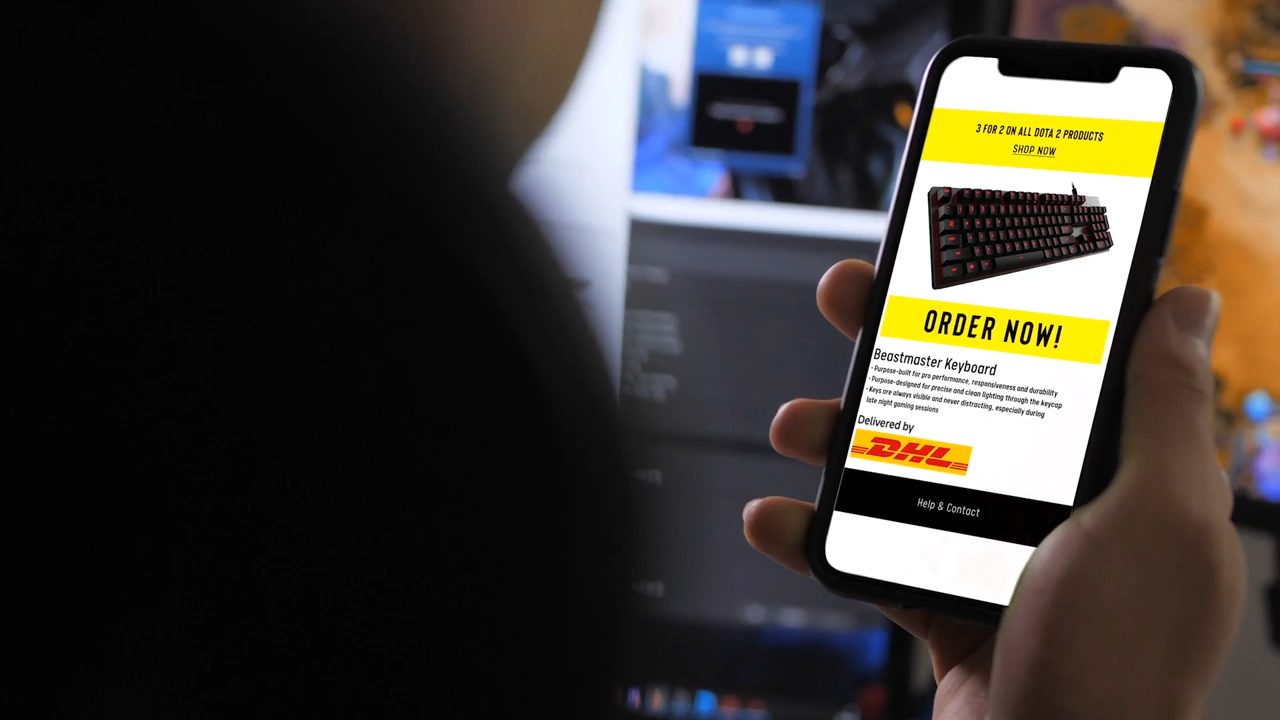 3 FOR 2 ON ALL DOTA 2 PRODUCTS
SHOP NOW
ORDER NOW!
Beastmaster Keyboard
• Purpose-built for pro performance, responsiveness and durability
• Purpose-designed for precise and clean lighting through the keycap
• Keys are always visible and never distracting, especially during
late night gaming sessions
Delivered by
DHL
Help & Contact